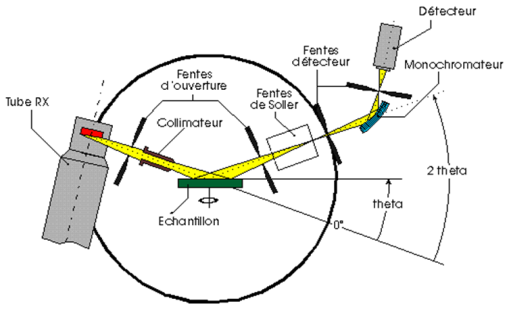 Détecteur
Fentes
détecteur
Monochromateur
Fentes
d'ouverture
Fentes
de Soller
Tube RX
Collimateur
2 theta
theta
Echantillon
0°